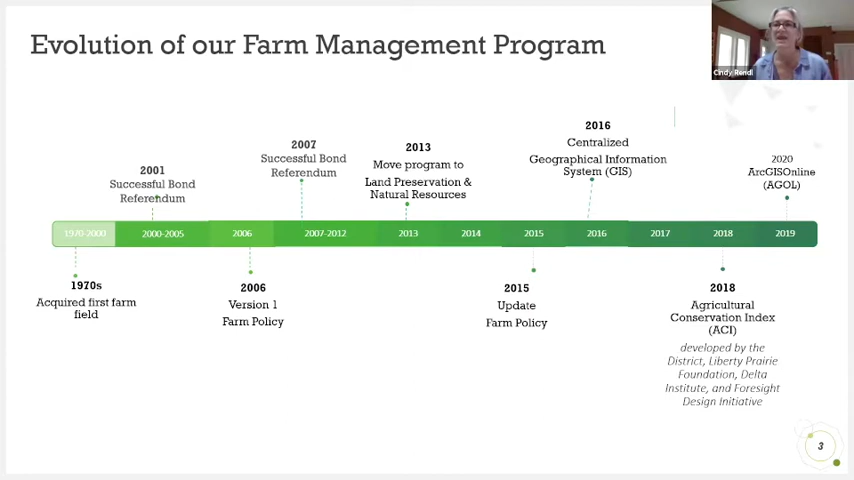 Evolution of our Farm Management Program
Cindy Rendl
2001
Successful Bond
Referendum
2007
Successful Bond
Referendum
2013
Move program to
Land Preservation &
Natural Resources
2016
Centralized
Geographical Information
System (GIS)
2020
ArcGISOnline
(AGOL)
1970-2000
2000-2005
2006
2007-2012
2013
2014
2015
2016
2017
2018
2019
1970s
Acquired first farm
field
2006
Version 1
Farm Policy
2015
Update
Farm Policy
2018
Agricultural
Conservation Index
(ACI)
developed by the
District, Liberty Prairie
Foundation, Delta
Institute, and Foresight
Design Initiative
3